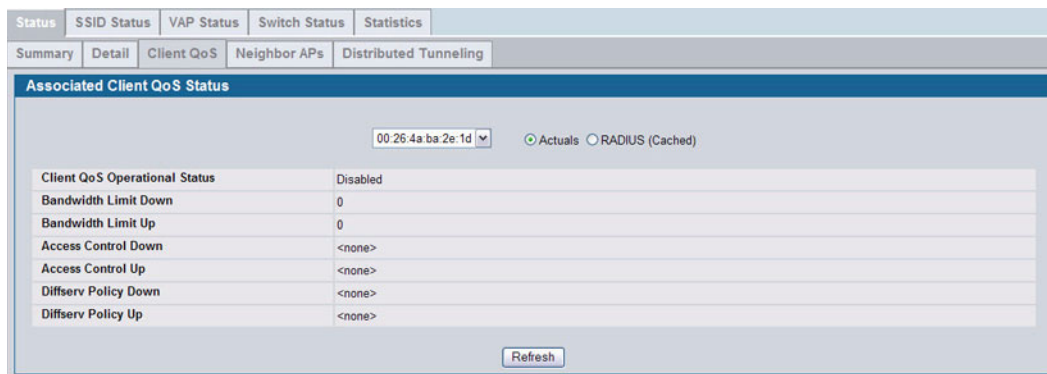 Status SSID Status VAP Status Switch Status Statistics
Summary Detail Client QoS Neighbor APs Distributed Tunneling
Associated Client QoS Status
00:26:4a:ba:2e:1d Actuals RADIUS (Cached)
Client QoS Operational Status Disabled
Bandwidth Limit Down 0
Bandwidth Limit Up 0
Access Control Down <none>
Access Control Up <none>
Diffserv Policy Down <none>
Diffserv Policy Up <none>
Refresh